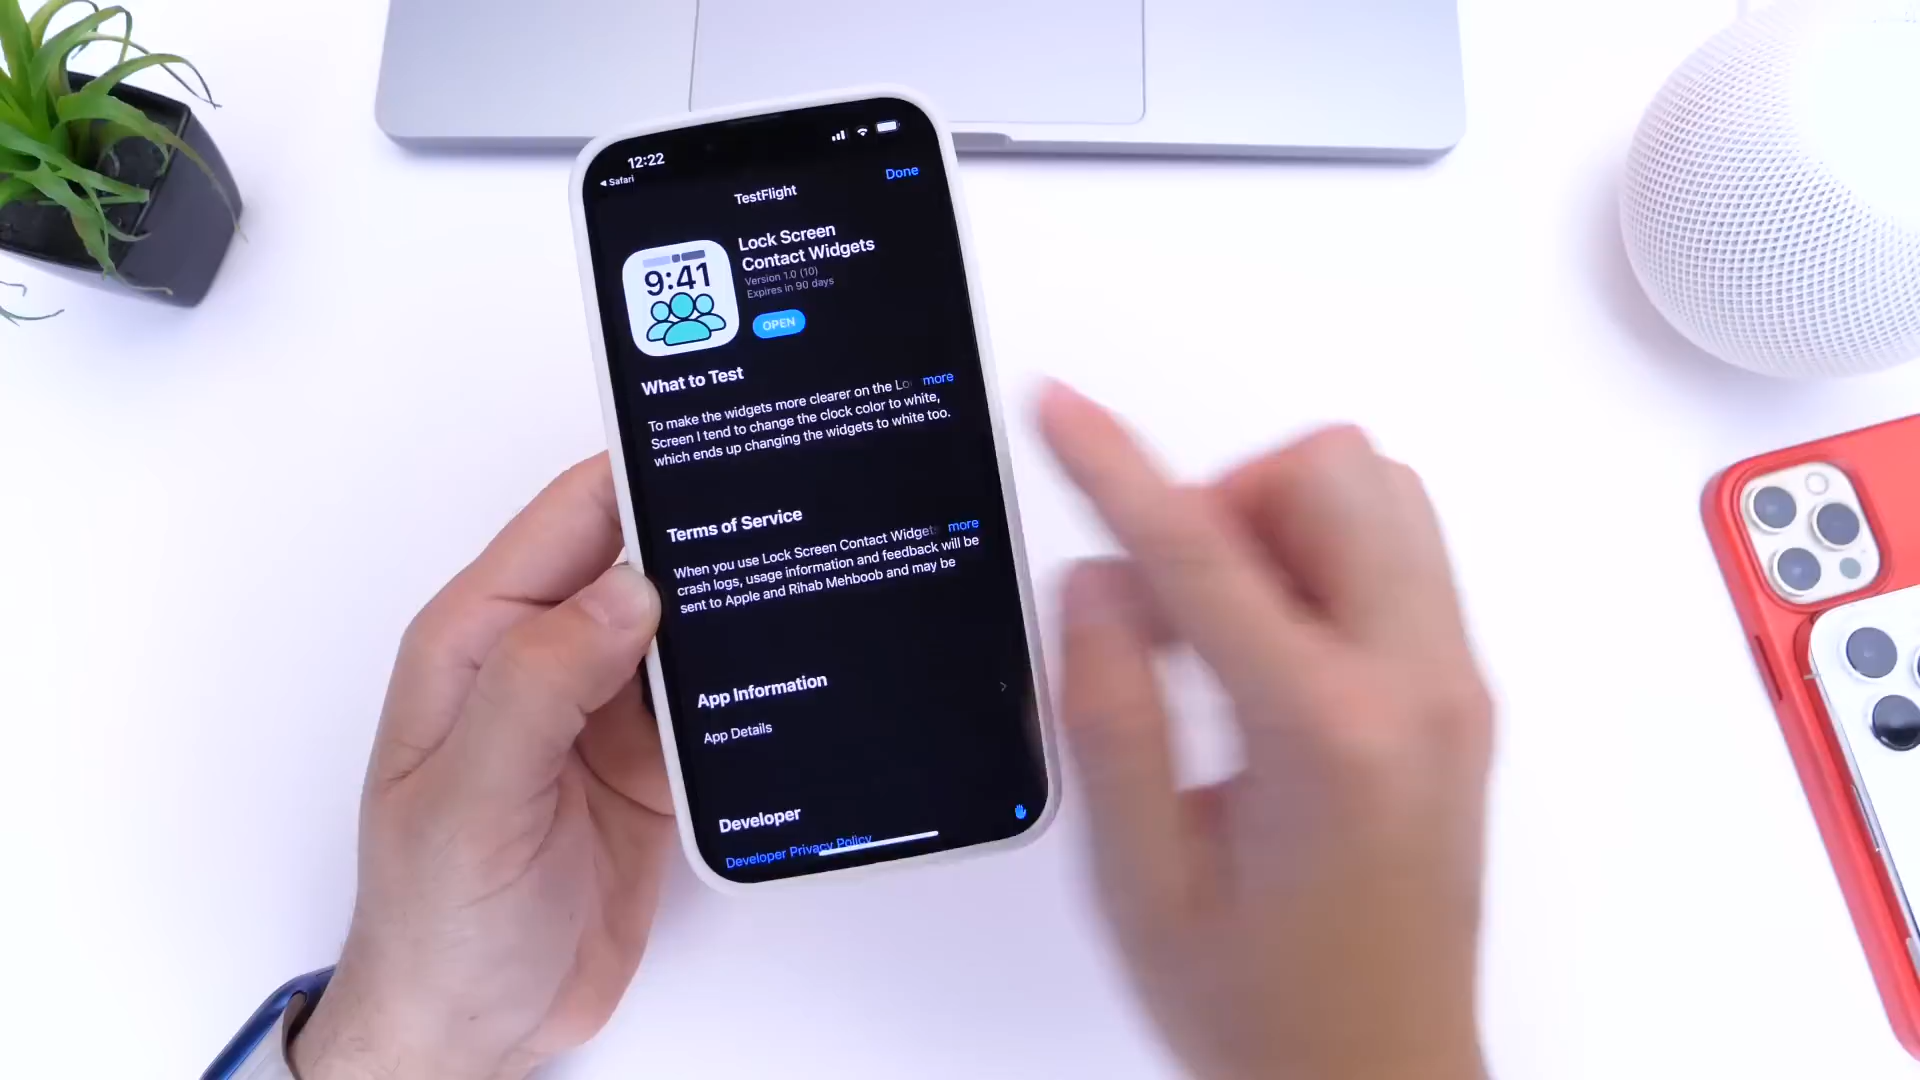 12:22
Safari
Done
TestFlight
9:41
Lock Screen
Contact Widgets
Version 1.0 (10)
Expires in 90 days
OPEN
What to Test
To make the widgets more clearer on the Lo more
Screen I tend to change the clock color to white,
which ends up changing the widgets to white too.
Terms of Service
When you use Lock Screen Contact Widget more
crash logs, usage information and feedback will be
sent to Apple and Rihab Mehboob and may be
App Information
App Details
Developer
Developer Privacy Policy